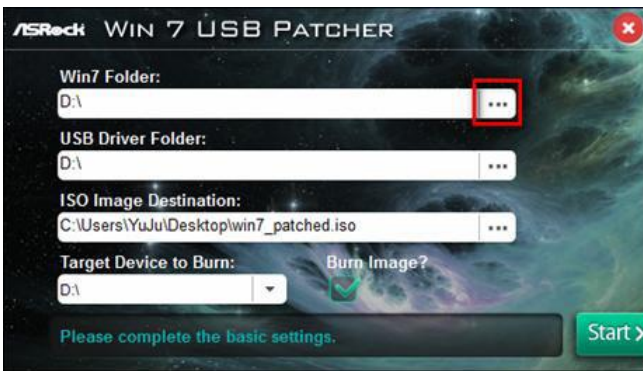 ASRock WIN 7 USB PATCHER
Win7 Folder:
D:\
USB Driver Folder:
D:\
ISO Image Destination:
C:\Users\YuJu\Desktop\win7_patched.iso
Target Device to Burn: Burn Image?
D:\
Please complete the basic settings.
Start